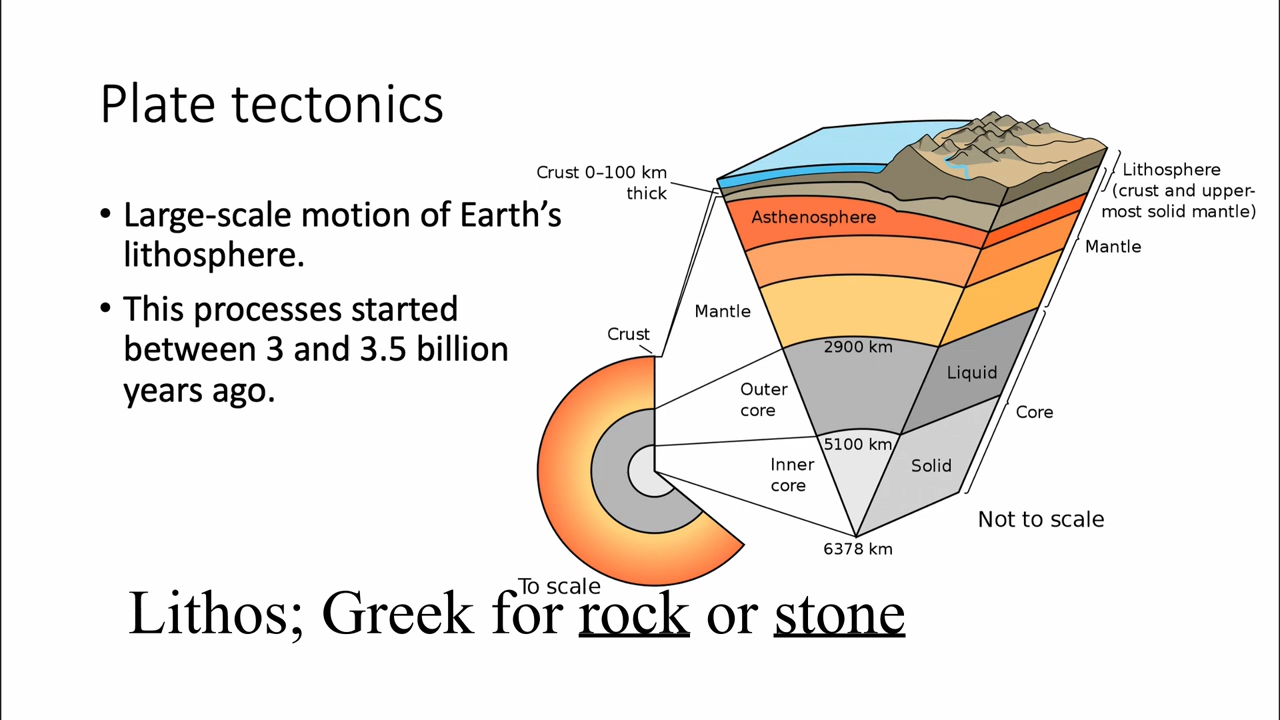 Plate tectonics
• Large-scale motion of Earth’s
lithosphere.
• This processes started
between 3 and 3.5 billion
years ago.
Crust 0–100 km
thick
Asthenosphere
Lithosphere
(crust and upper-
most solid mantle)
Mantle
Mantle
Crust
2900 km
Liquid
Outer
core
Core
5100 km
Inner
core
Solid
Not to scale
6378 km
To scale
Lithos; Greek for rock or stone